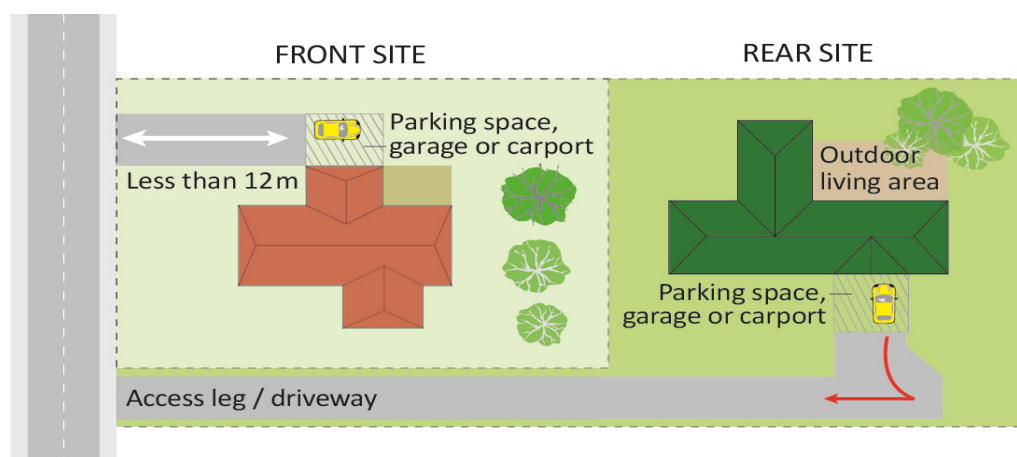 FRONT SITE
REAR SITE
Parking space,
garage or carport
Less than 12 m
Outdoor
living area
Parking space,
garage or carport
Access leg / driveway